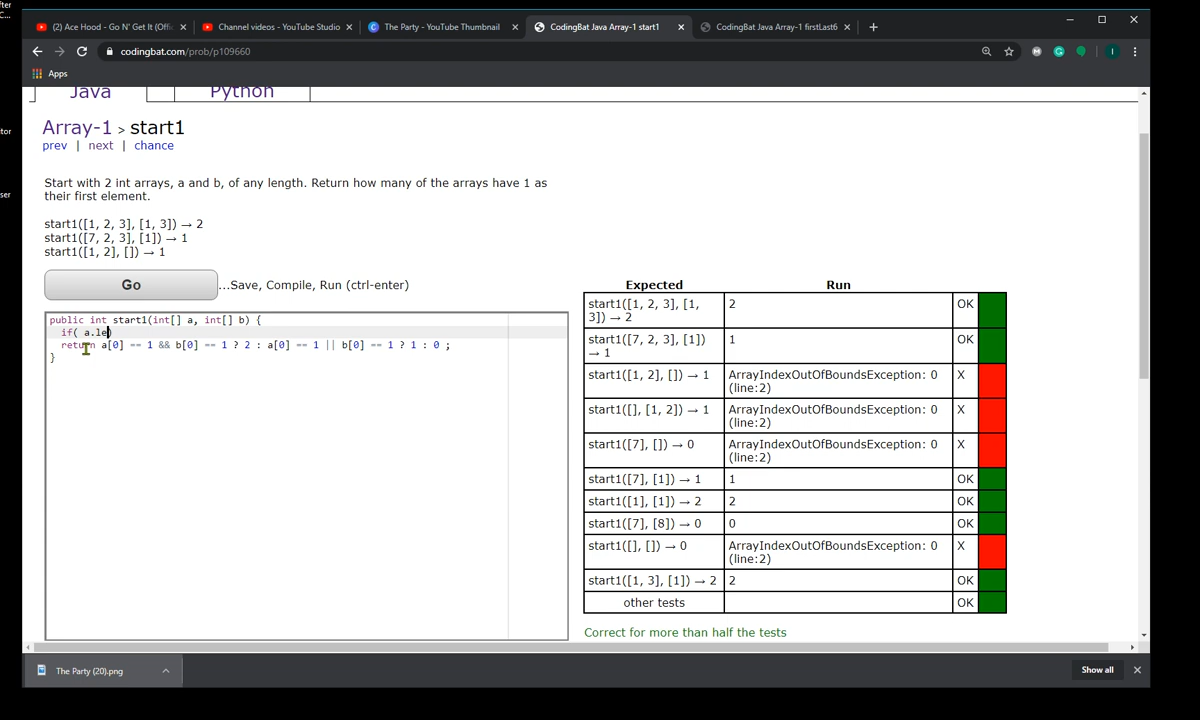 fter
C...
(2) Ace Hood - Go N' Get It (Offic
Channel videos - YouTube Studio
The Party - YouTube Thumbnail
CodingBat Java Array-1 start1
CodingBat Java Array-1 firstLast6
codingbat.com/prob/p109660
Apps
Java
Python
tor
ser
Array-1 > start1
prev | next | chance
Start with 2 int arrays, a and b, of any length. Return how many of the arrays have 1 as
their first element.
start1([1, 2, 3], [1, 3]) → 2
start1([7, 2, 3], [1]) → 1
start1([1, 2], []) → 1
Go
...Save, Compile, Run (ctrl-enter)
public int start1(int[] a, int[] b) {
if( a.le)
return a[0] == 1 && b[0] == 1 ? 2 : a[0] == 1 || b[0] == 1 ? 1 : 0 ;
}
Expected Run
start1([1, 2, 3], [1, 2 OK
3]) → 2
start1([7, 2, 3], [1]) 1 OK
→ 1
start1([1, 2], []) → 1 ArrayIndexOutOfBoundsException: 0 X
(line:2)
start1([], [1, 2]) → 1 ArrayIndexOutOfBoundsException: 0 X
(line:2)
start1([7], []) → 0 ArrayIndexOutOfBoundsException: 0 X
(line:2)
start1([7], [1]) → 1 1 OK
start1([1], [1]) → 2 2 OK
start1([7], [8]) → 0 0 OK
start1([], []) → 0 ArrayIndexOutOfBoundsException: 0 X
(line:2)
start1([1, 3], [1]) → 2 2 OK
other tests OK
Correct for more than half the tests
The Party (20).png
Show all